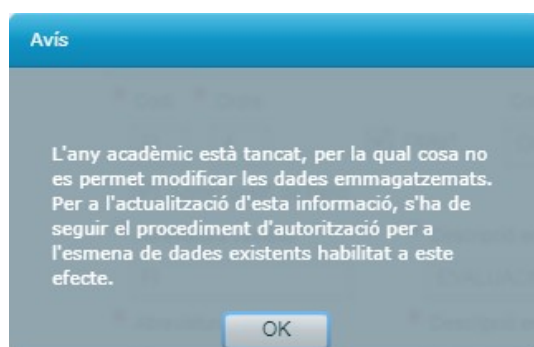 Avís
L'any acadèmic està tancat, per la qual cosa no
es permet modificar les dades emmagatzemats.
Per a l'actualització d'esta informació, s'ha de
seguir el procediment d'autorització per a
l'esmena de dades existents habilitat a este
efecte.
OK